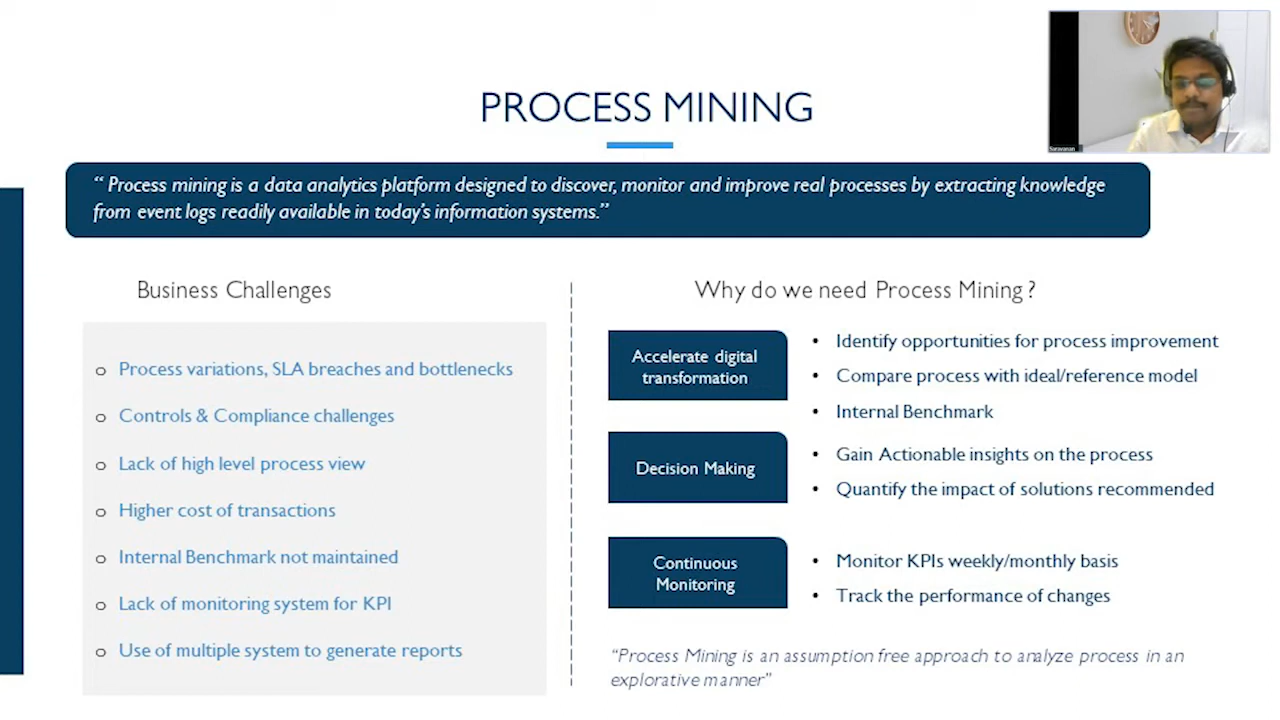 PROCESS MINING
Saravanan
“ Process mining is a data analytics platform designed to discover, monitor and improve real processes by extracting knowledge
from event logs readily available in today’s information systems.”
Business Challenges
o Process variations, SLA breaches and bottlenecks
o Controls & Compliance challenges
o Lack of high level process view
o Higher cost of transactions
o Internal Benchmark not maintained
o Lack of monitoring system for KPI
o Use of multiple system to generate reports
Why do we need Process Mining ?
Accelerate digital
transformation
• Identify opportunities for process improvement
• Compare process with ideal/reference model
• Internal Benchmark
Decision Making
• Gain Actionable insights on the process
• Quantify the impact of solutions recommended
Continuous
Monitoring
• Monitor KPIs weekly/monthly basis
• Track the performance of changes
“Process Mining is an assumption free approach to analyze process in an
explorative manner”